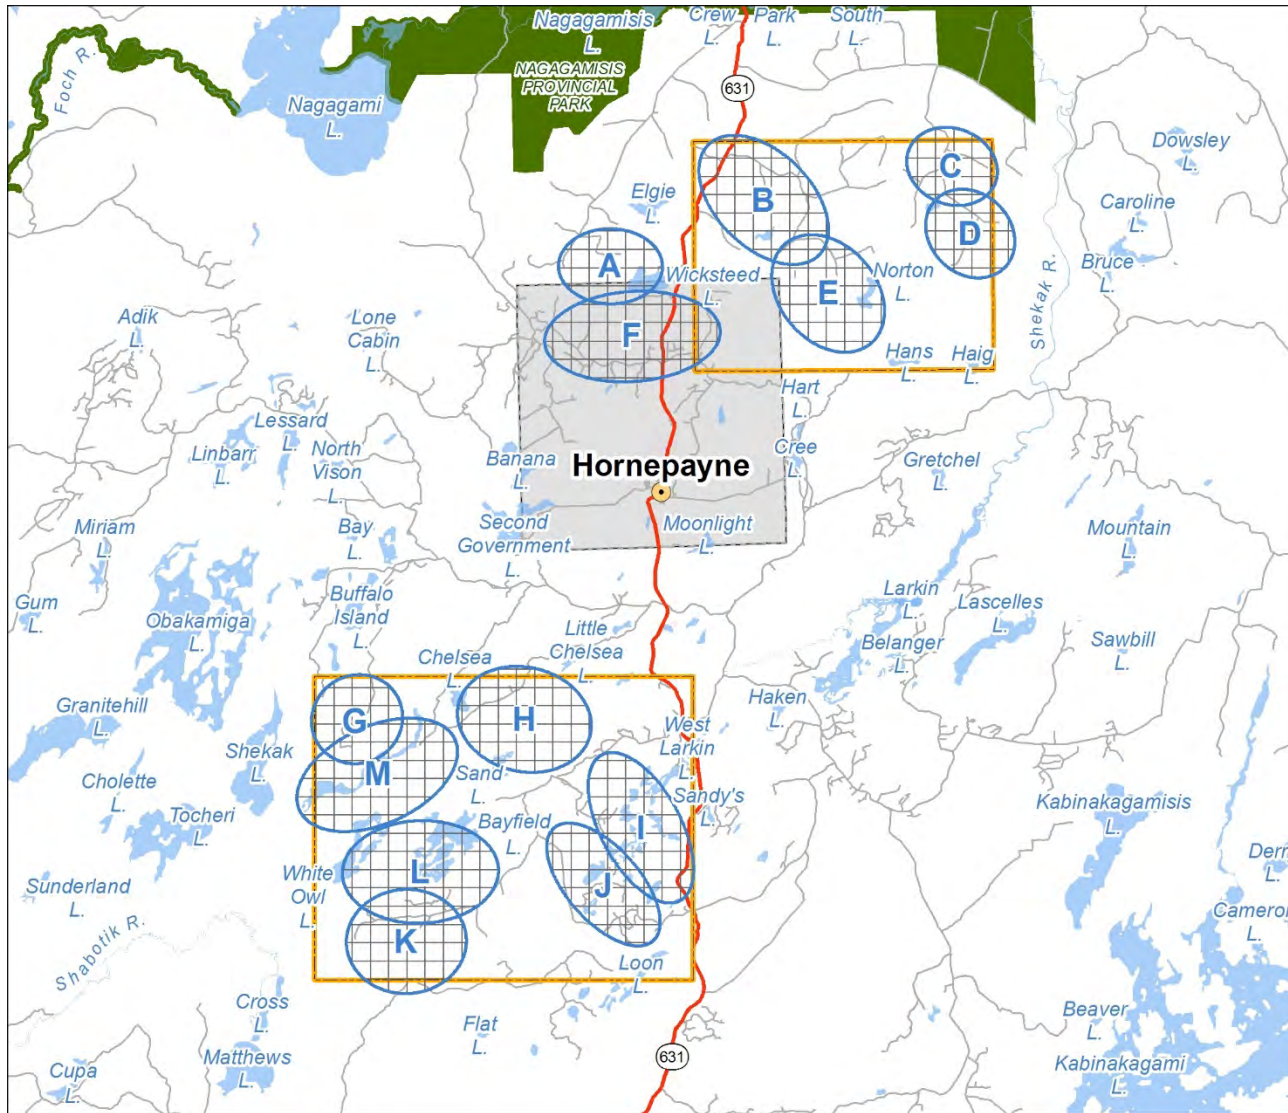 Nagagamisis
L.
Crew
L.
Park
L.
South
L.
Foch R.
NAGAGAMISIS
PROVINCIAL
PARK
631
Nagagami
L.
Dowsley
L.
C
B
Elgie
L.
Caroline
L.
D
A
Wicksteed
L.
Norton
L.
Bruce
L.
E
Shekak R.
Adik
L.
Lone
Cabin
L.
F
Hans
L.
Haig
L.
Hart
L.
Lessard
L.
Linbarr
L.
North
Vison
L.
Banana
L.
Hornepayne
Cree
L.
Gretchel
L.
Miriam
L.
Bay
L.
Second
Government
L.
Moonlight
L.
Mountain
L.
Gum
L.
Obakamiga
L.
Buffalo
Island
L.
Larkin
L.
Lascelles
L.
Little
Chelsea
L.
Belanger
L.
Sawbill
L.
Chelsea
L.
Granitehill
L.
G
H
West
Larkin
L.
Haken
L.
Shekak
L.
Cholette
L.
M
Sand
L.
Sandy's
L.
Kabinakagamisis
L.
Tocheri
L.
Bayfield
L.
I
White
Owl
L.
L
J
Sunderland
L.
Derr
L.
Cameron
L.
Shabotik R.
K
Loon
L.
Cross
L.
Flat
L.
Beaver
L.
Matthews
L.
631
Cupa
L.
Kabinakagami
L.